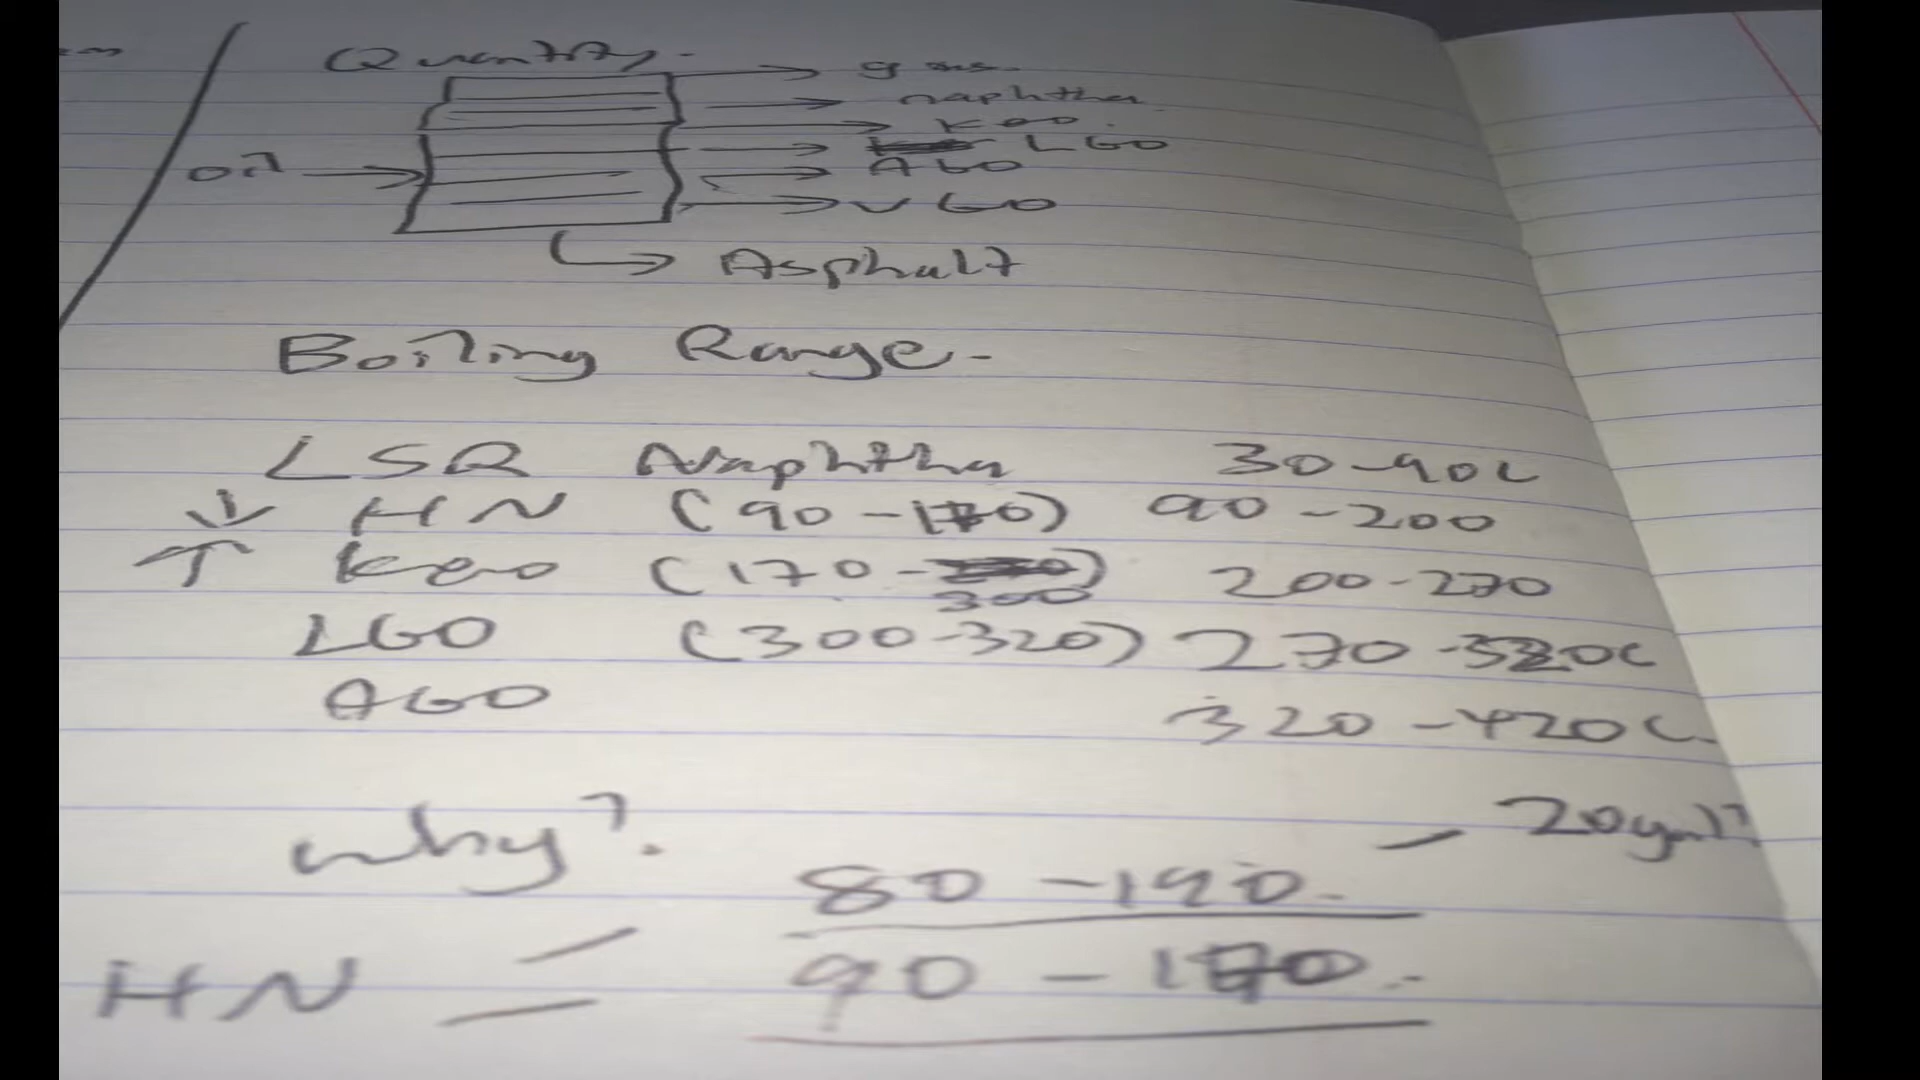 Quantity.
gas.
naphtha
keo.
LGO
oil
AGO
VGO
Asphalt
Boiling Range-
LSR Naphtha 30-90C
HN (90-170) 90-200
keo (170-300) 200-270
LGO (300-320) 270-320C
AGO 320-420C
why?
80-190.
HN = 90-170.